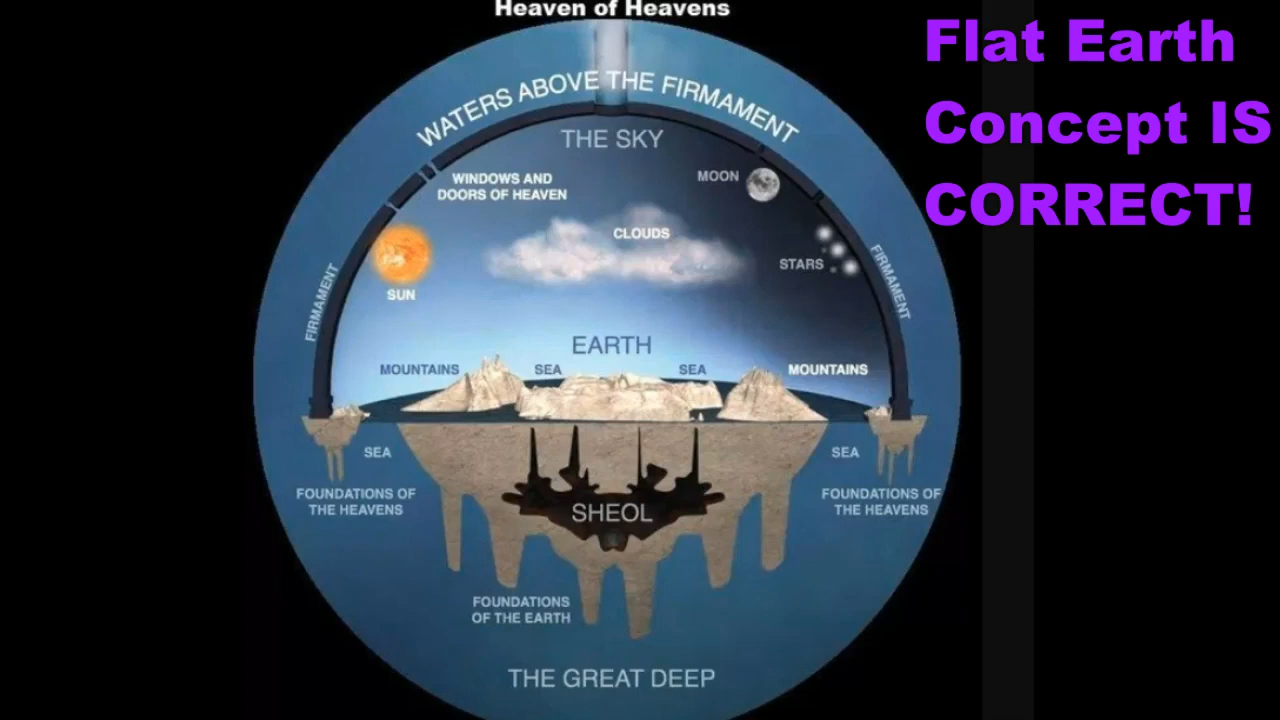 Heaven of Heavens
Flat Earth
Concept IS
CORRECT!
WATERS ABOVE THE FIRMAMENT
THE SKY
WINDOWS AND
DOORS OF HEAVEN
MOON
CLOUDS
STARS
SUN
FIRMAMENT
FIRMAMENT
EARTH
MOUNTAINS
SEA
SEA
MOUNTAINS
SEA
SEA
FOUNDATIONS OF
THE HEAVENS
FOUNDATIONS OF
THE HEAVENS
SHEOL
FOUNDATIONS
OF THE EARTH
THE GREAT DEEP